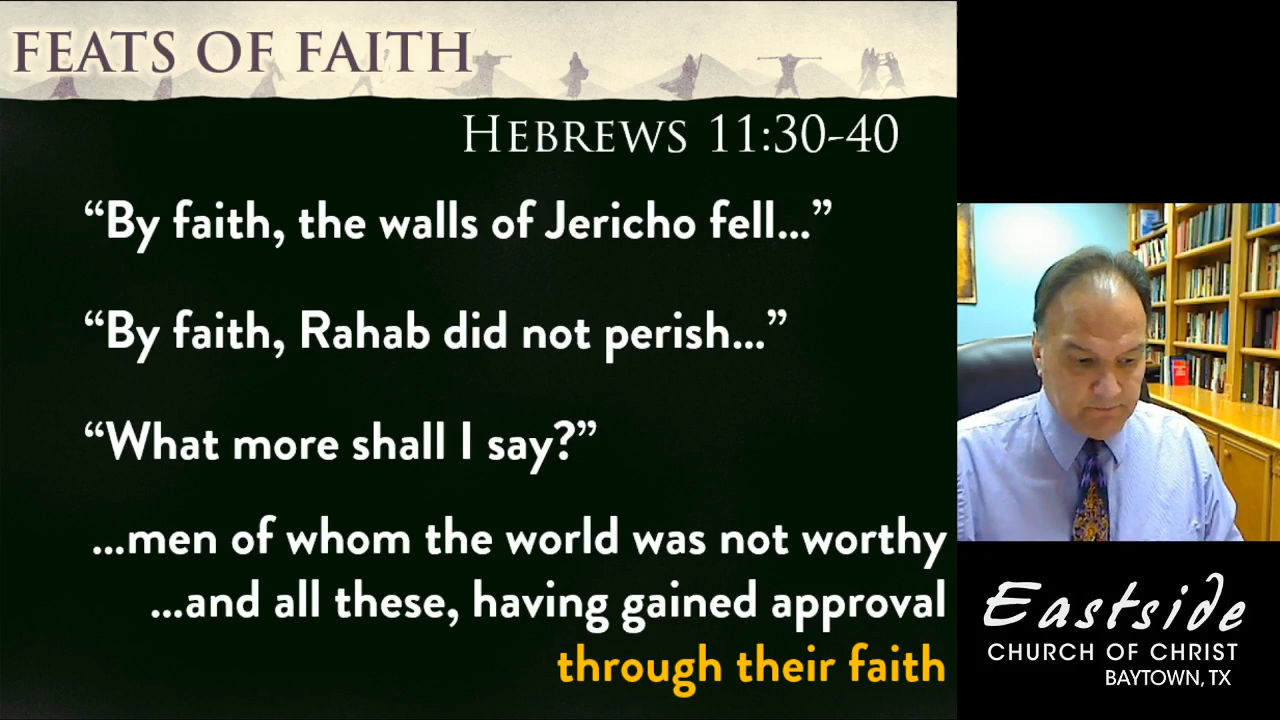 FEATS OF FAITH
HEBREWS 11:30-40
“By faith, the walls of Jericho fell...”
“By faith, Rahab did not perish...”
“What more shall I say?”
...men of whom the world was not worthy
...and all these, having gained approval
through their faith
Eastside
CHURCH OF CHRIST
BAYTOWN, TX